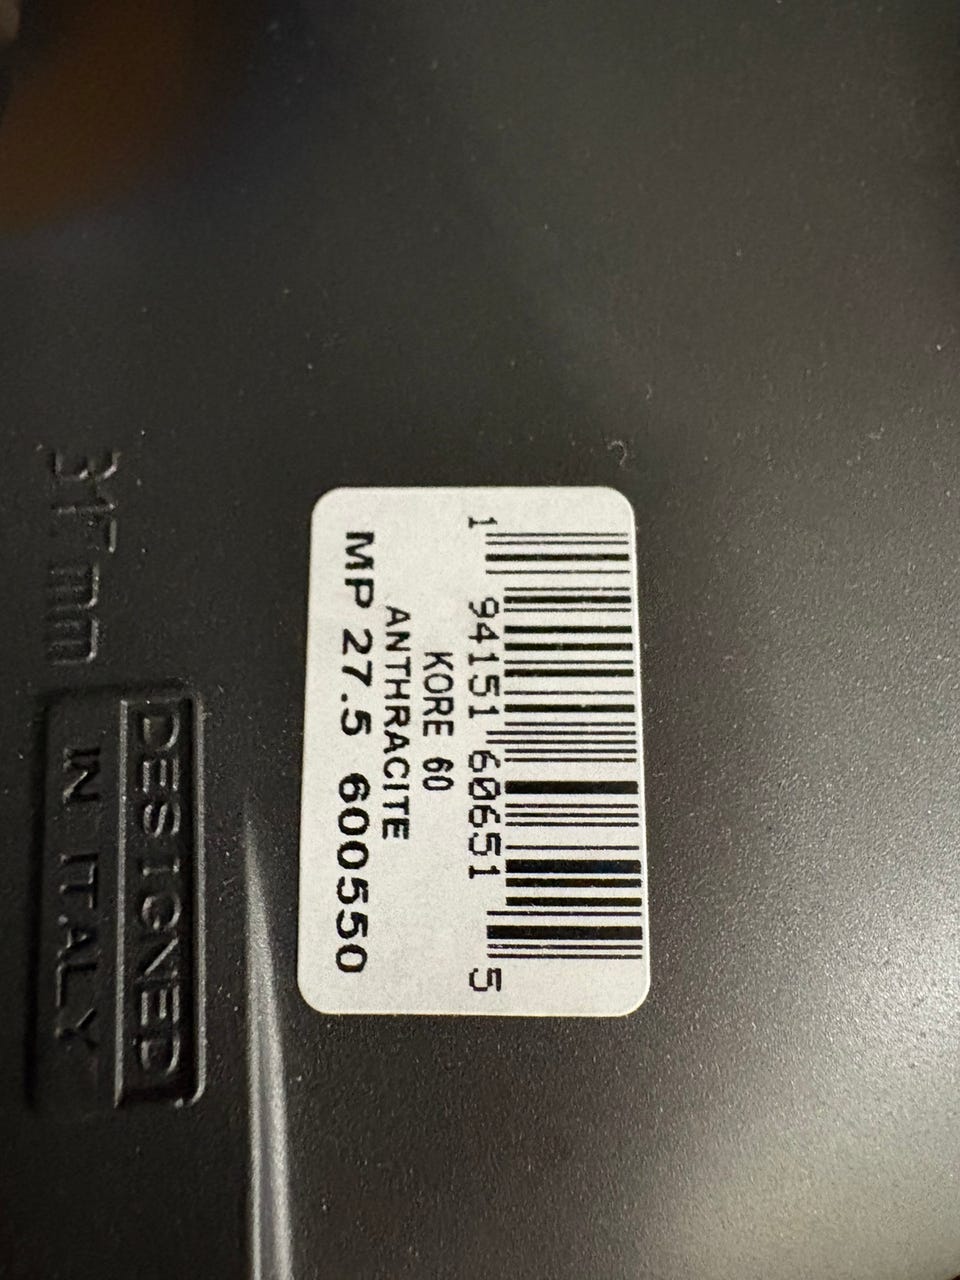 1 94151 60651 5
KORE 60
ANTHRACITE
MP 27.5 600550
DESIGNED
IN ITALY
317 mm